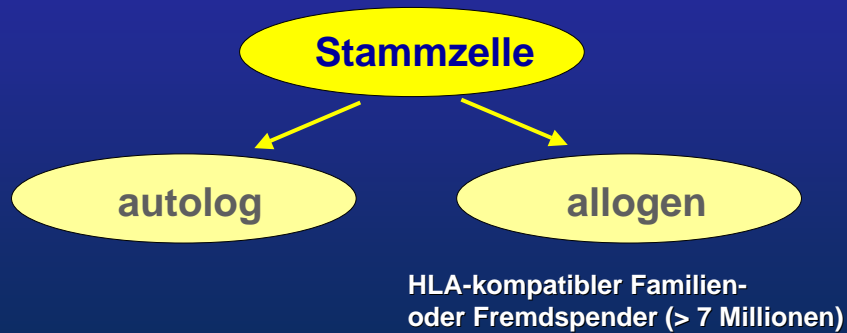 Stammzelle
autolog
allogen
HLA-kompatibler Familien-
oder Fremdspender (> 7 Millionen)